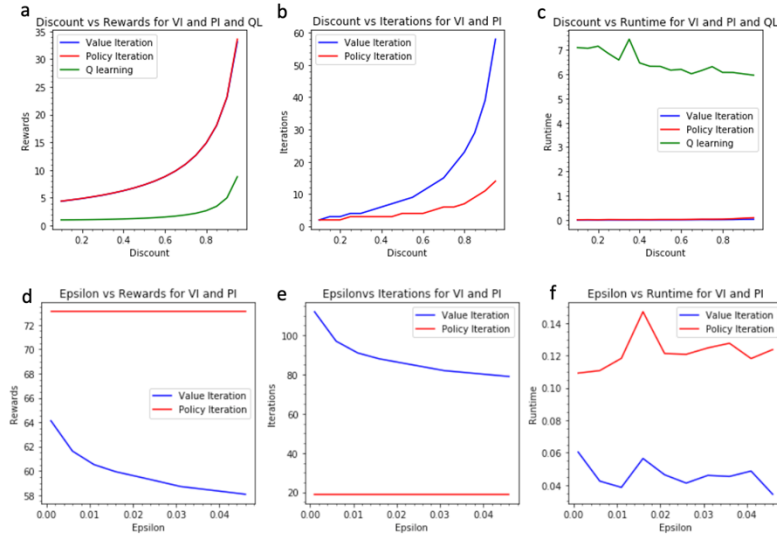 a
Discount vs Rewards for VI and PI and QL
35
30
25
20
15
10
5
0
Rewards
Value Iteration
Policy Iteration
Q learning
0.2 0.4 0.6 0.8
Discount
b
Discount vs Iterations for VI and PI
60
50
40
30
20
10
0
Iterations
Value Iteration
Policy Iteration
0.2 0.4 0.6 0.8
Discount
c
Discount vs Runtime for VI and PI and QL
7
6
5
4
3
2
1
0
Runtime
Value Iteration
Policy Iteration
Q learning
0.2 0.4 0.6 0.8
Discount
d
Epsilon vs Rewards for VI and PI
72
70
68
66
64
62
60
58
Rewards
Value Iteration
Policy Iteration
0.00 0.01 0.02 0.03 0.04
Epsilon
e
Epsilonvs Iterations for VI and PI
100
80
60
40
20
Iterations
Value Iteration
Policy Iteration
0.00 0.01 0.02 0.03 0.04
Epsilon
f
Epsilon vs Runtime for VI and PI
0.14
0.12
0.10
0.08
0.06
0.04
Runtime
Value Iteration
Policy Iteration
0.00 0.01 0.02 0.03 0.04
Epsilon